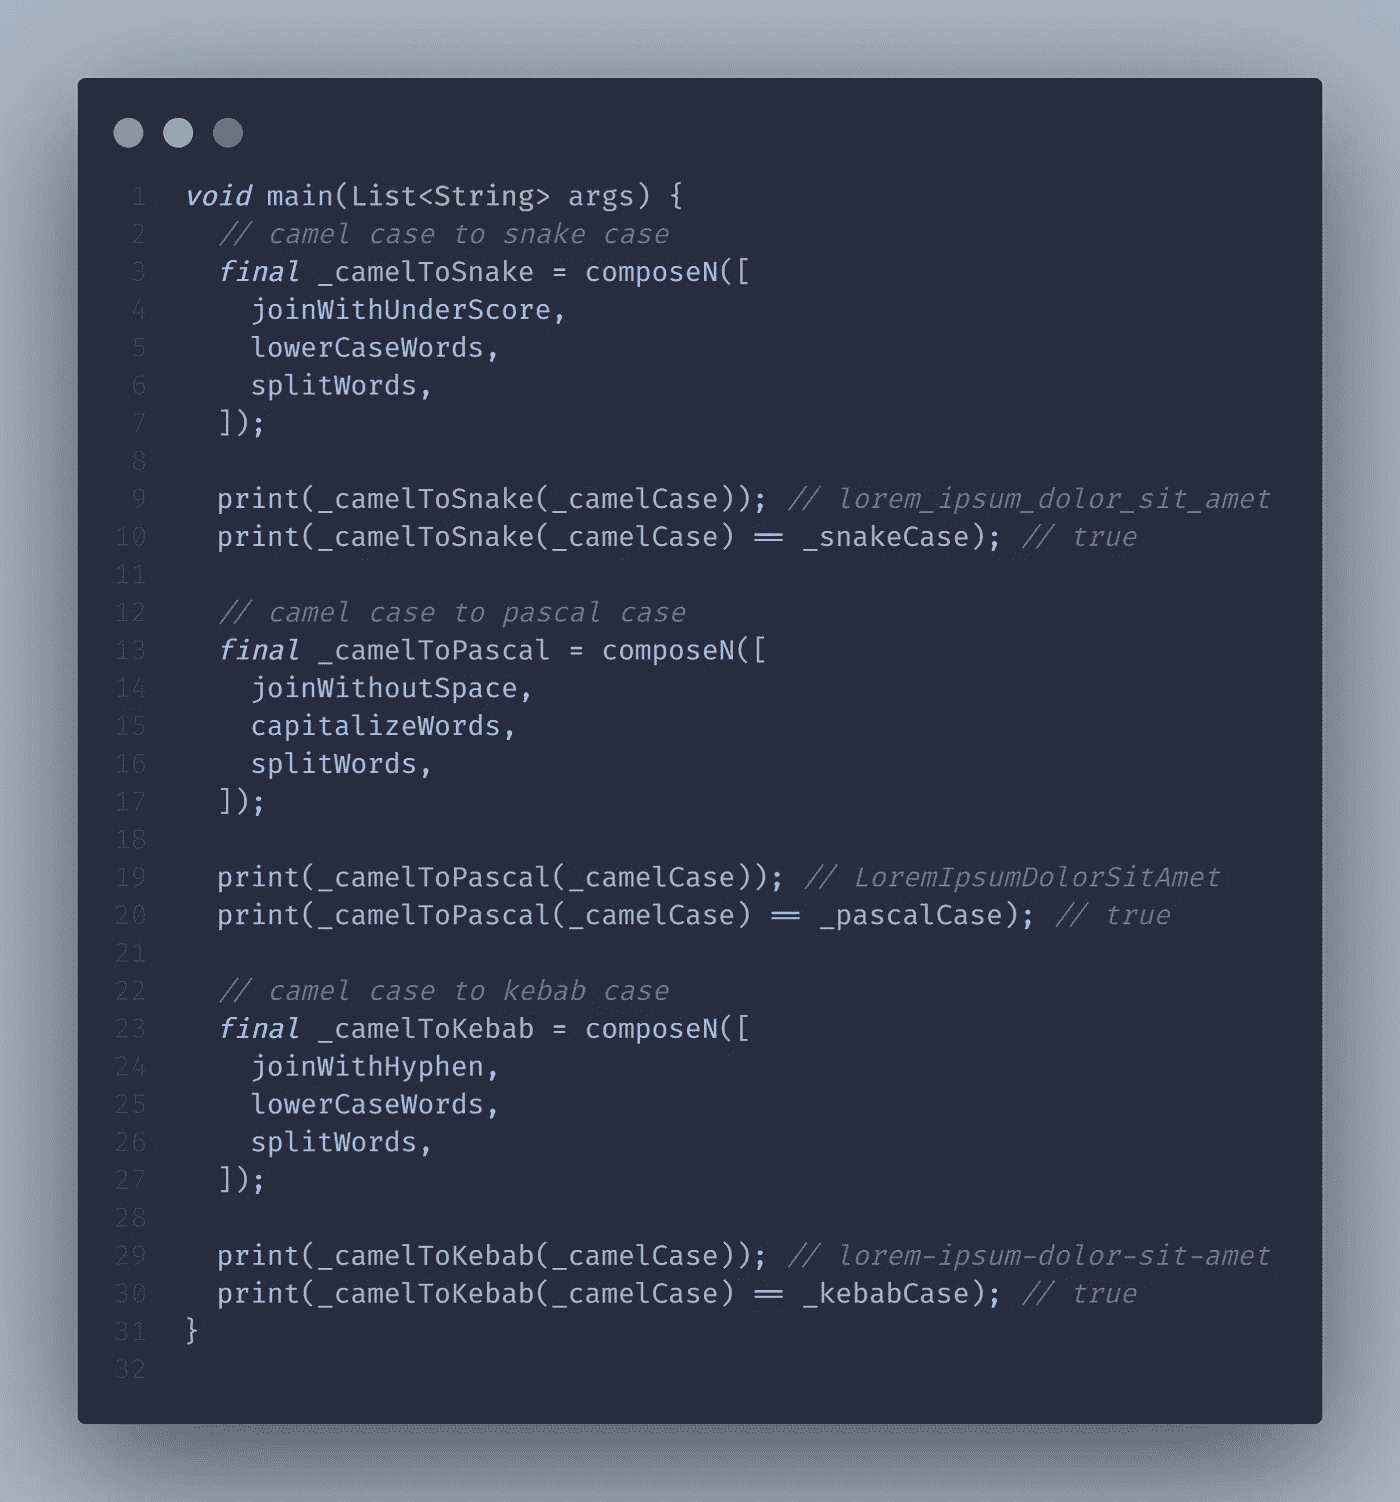 1 void main(List<String> args) {
2 // camel case to snake case
3 final _camelToSnake = composeN([
4 joinWithUnderScore,
5 lowerCaseWords,
6 splitWords,
7 ]);
8
9 print(_camelToSnake(_camelCase)); // lorem_ipsum_dolor_sit_amet
10 print(_camelToSnake(_camelCase) == _snakeCase); // true
11
12 // camel case to pascal case
13 final _camelToPascal = composeN([
14 joinWithoutSpace,
15 capitalizeWords,
16 splitWords,
17 ]);
18
19 print(_camelToPascal(_camelCase)); // LoremIpsumDolorSitAmet
20 print(_camelToPascal(_camelCase) == _pascalCase); // true
21
22 // camel case to kebab case
23 final _camelToKebab = composeN([
24 joinWithHyphen,
25 lowerCaseWords,
26 splitWords,
27 ]);
28
29 print(_camelToKebab(_camelCase)); // lorem-ipsum-dolor-sit-amet
30 print(_camelToKebab(_camelCase) == _kebabCase); // true
31 }
32